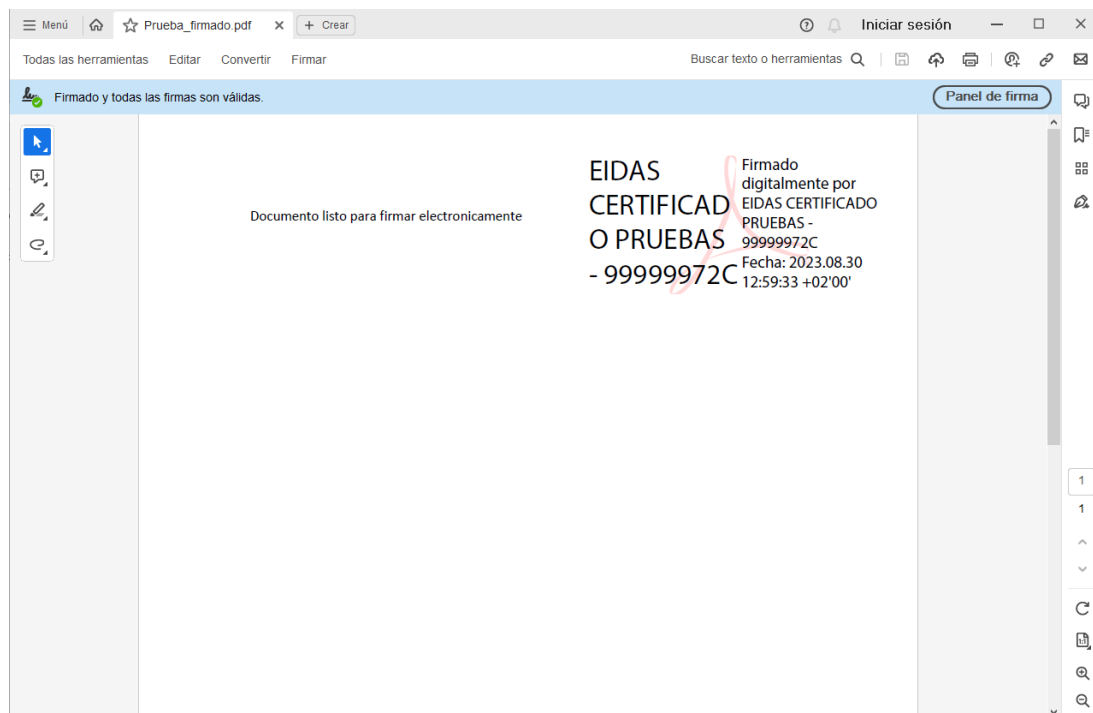 Menú
Prueba_firmado.pdf
+ Crear
Iniciar sesión
Todas las herramientas
Editar
Convertir
Firmar
Buscar texto o herramientas
Firmado y todas las firmas son válidas.
Panel de firma
Documento listo para firmar electronicamente
EIDAS
CERTIFICAD
O PRUEBAS
- 99999972C
Firmado
digitalmente por
EIDAS CERTIFICADO
PRUEBAS -
99999972C
Fecha: 2023.08.30
12:59:33 +02'00'
1
1